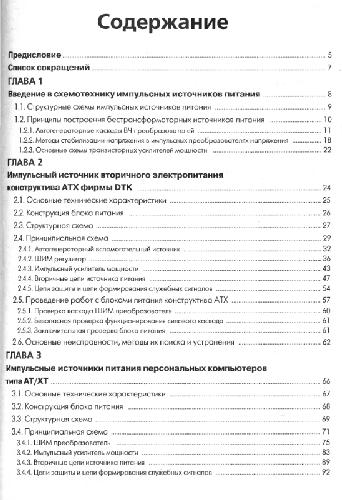 Содержание
Предисловие 5
Список сокращений 7
ГЛАВА 1
Введение в схемотехнику импульсных источников питания 8
1.1. Структурные схемы импульсных источников питания 9
1.2. Принципы построения бестрансформаторных источников питания 10
1.2.1. Автогенераторные каскады ВЧ преобразователей 11
1.2.2. Методы стабилизации напряжения в импульсных преобразователях напряжения 18
1.2.3. Основные схемы транзисторных усилителей мощности 22
ГЛАВА 2
Импульсный источник вторичного электропитания
конструктива ATX фирмы DTK 24
2.1. Основные технические характеристики 25
2.2. Конструкция блока питания 26
2.3. Структурная схема 27
2.4. Принципиальная схема 29
2.4.1. Автогенераторный вспомогательный источник 32
2.4.2. ШИМ регулятор 36
2.4.3. Импульсный усилитель мощности 43
2.4.4. Вторичные цепи источника питания 47
2.4.5. Цепи защиты и цепи формирования служебных сигналов 54
2.5. Проведение работ с блоками питания конструктива ATX 57
2.5.1. Проверка каскада ШИМ преобразователя 60
2.5.2. Безопасная проверка функционирования силового каскада 61
2.5.3. Заключительная проверка блока питания 61
2.6. Основные неисправности, методы их поиска и устранения 62
ГЛАВА 3
Импульсные источники питания персональных компьютеров
типа AT/XT 66
3.1. Основные технические характеристики 67
3.2. Конструкция блока питания 68
3.3. Структурная схема 69
3.4. Принципиальная схема 71
3.4.1. ШИМ преобразователь 75
3.4.2. Импульсный усилитель мощности 83
3.4.3. Вторичные цепи источника питания 89
3.4.4. Цепи защиты и цепи формирования служебных сигналов 92